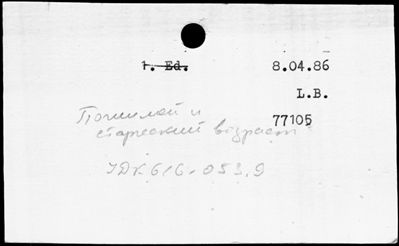 1. Ed. 8.04.86
L.B.
77105
Пожилой и
старческий возраст
УДК 616-053.9